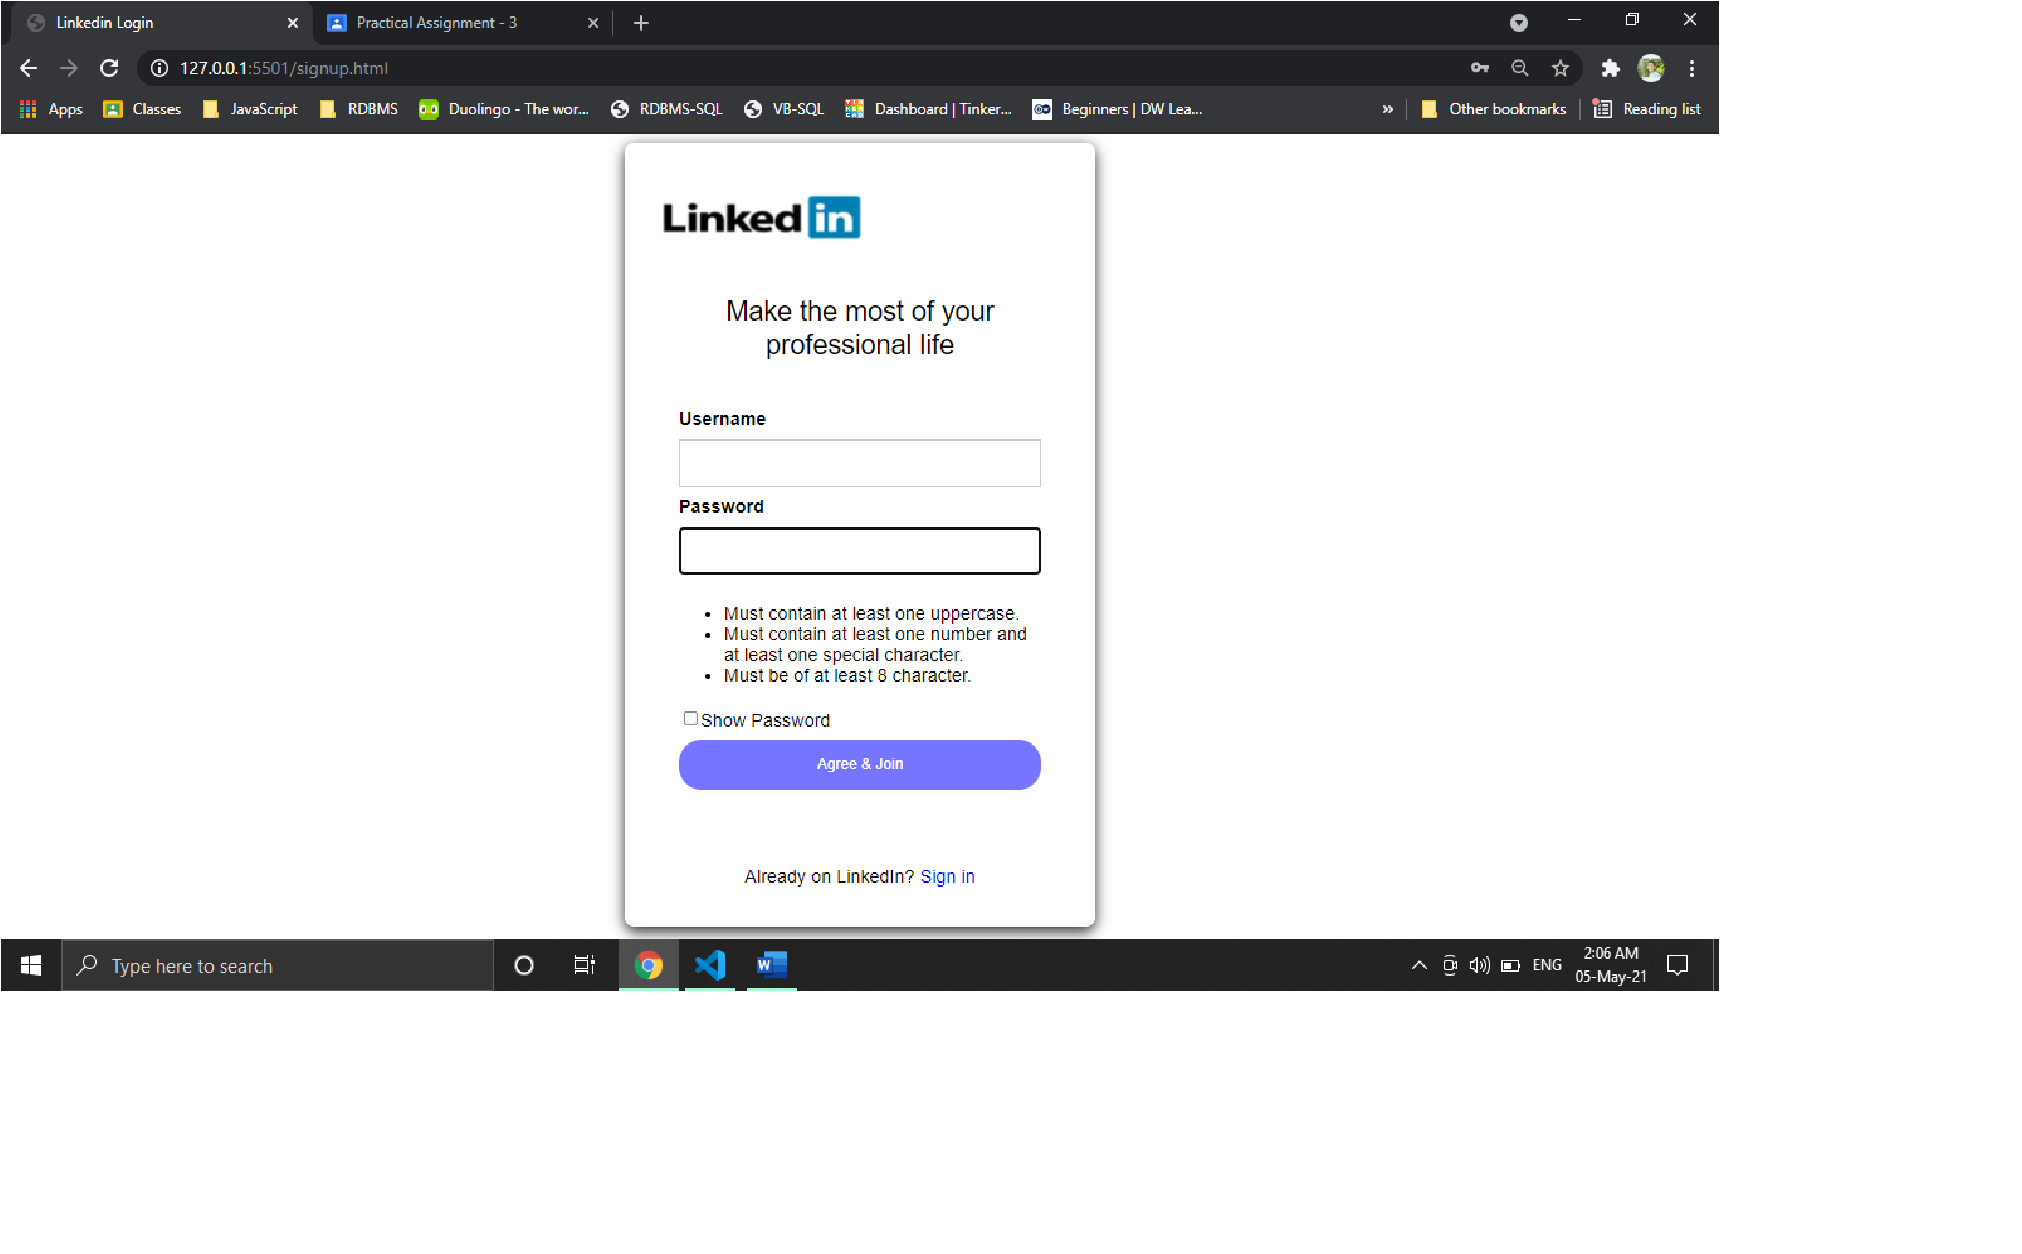 Linkedin Login
Practical Assignment - 3
127.0.0.1:5501/signup.html
Apps Classes JavaScript RDBMS Duolingo - The wor... RDBMS-SQL VB-SQL Dashboard | Tinker... Beginners | DW Lea... » Other bookmarks Reading list
Linked in
Make the most of your
professional life
Username
Password
• Must contain at least one uppercase.
• Must contain at least one number and
at least one special character.
• Must be of at least 8 character.
Show Password
Agree & Join
Already on LinkedIn? Sign in
Type here to search
ENG
2:06 AM
05-May-21